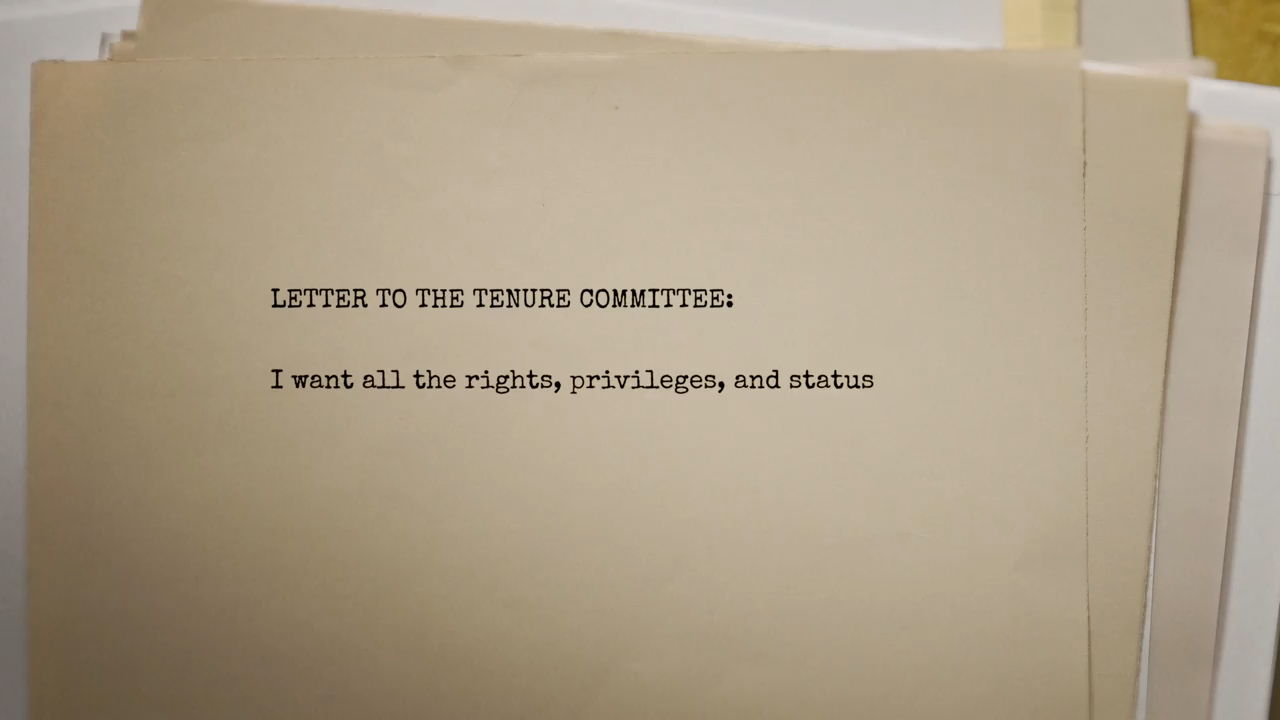 LETTER TO THE TENURE COMMITTEE:
I want all the rights, privileges, and status